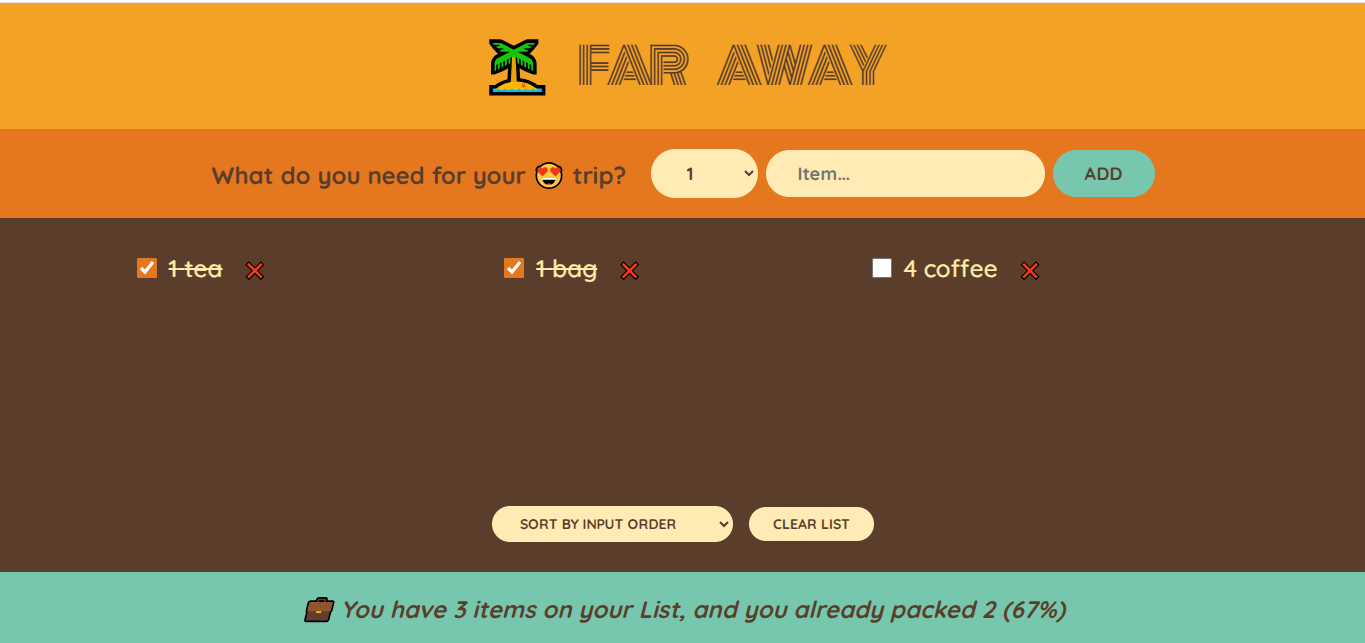 🌴 FAR AWAY
What do you need for your 😍 trip? 1 Item... ADD
1 tea ❌ 1 bag ❌ 4 coffee ❌
SORT BY INPUT ORDER CLEAR LIST
💼 You have 3 items on your List, and you already packed 2 (67%)